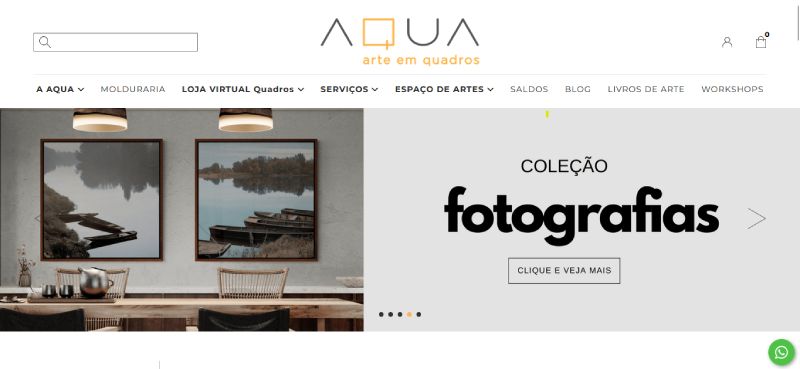 AQUA
arte em quadros
0
A AQUA MOLDURARIA LOJA VIRTUAL Quadros SERVIÇOS ESPAÇO DE ARTES SALDOS BLOG LIVROS DE ARTE WORKSHOPS
COLEÇÃO
fotografias
CLIQUE E VEJA MAIS